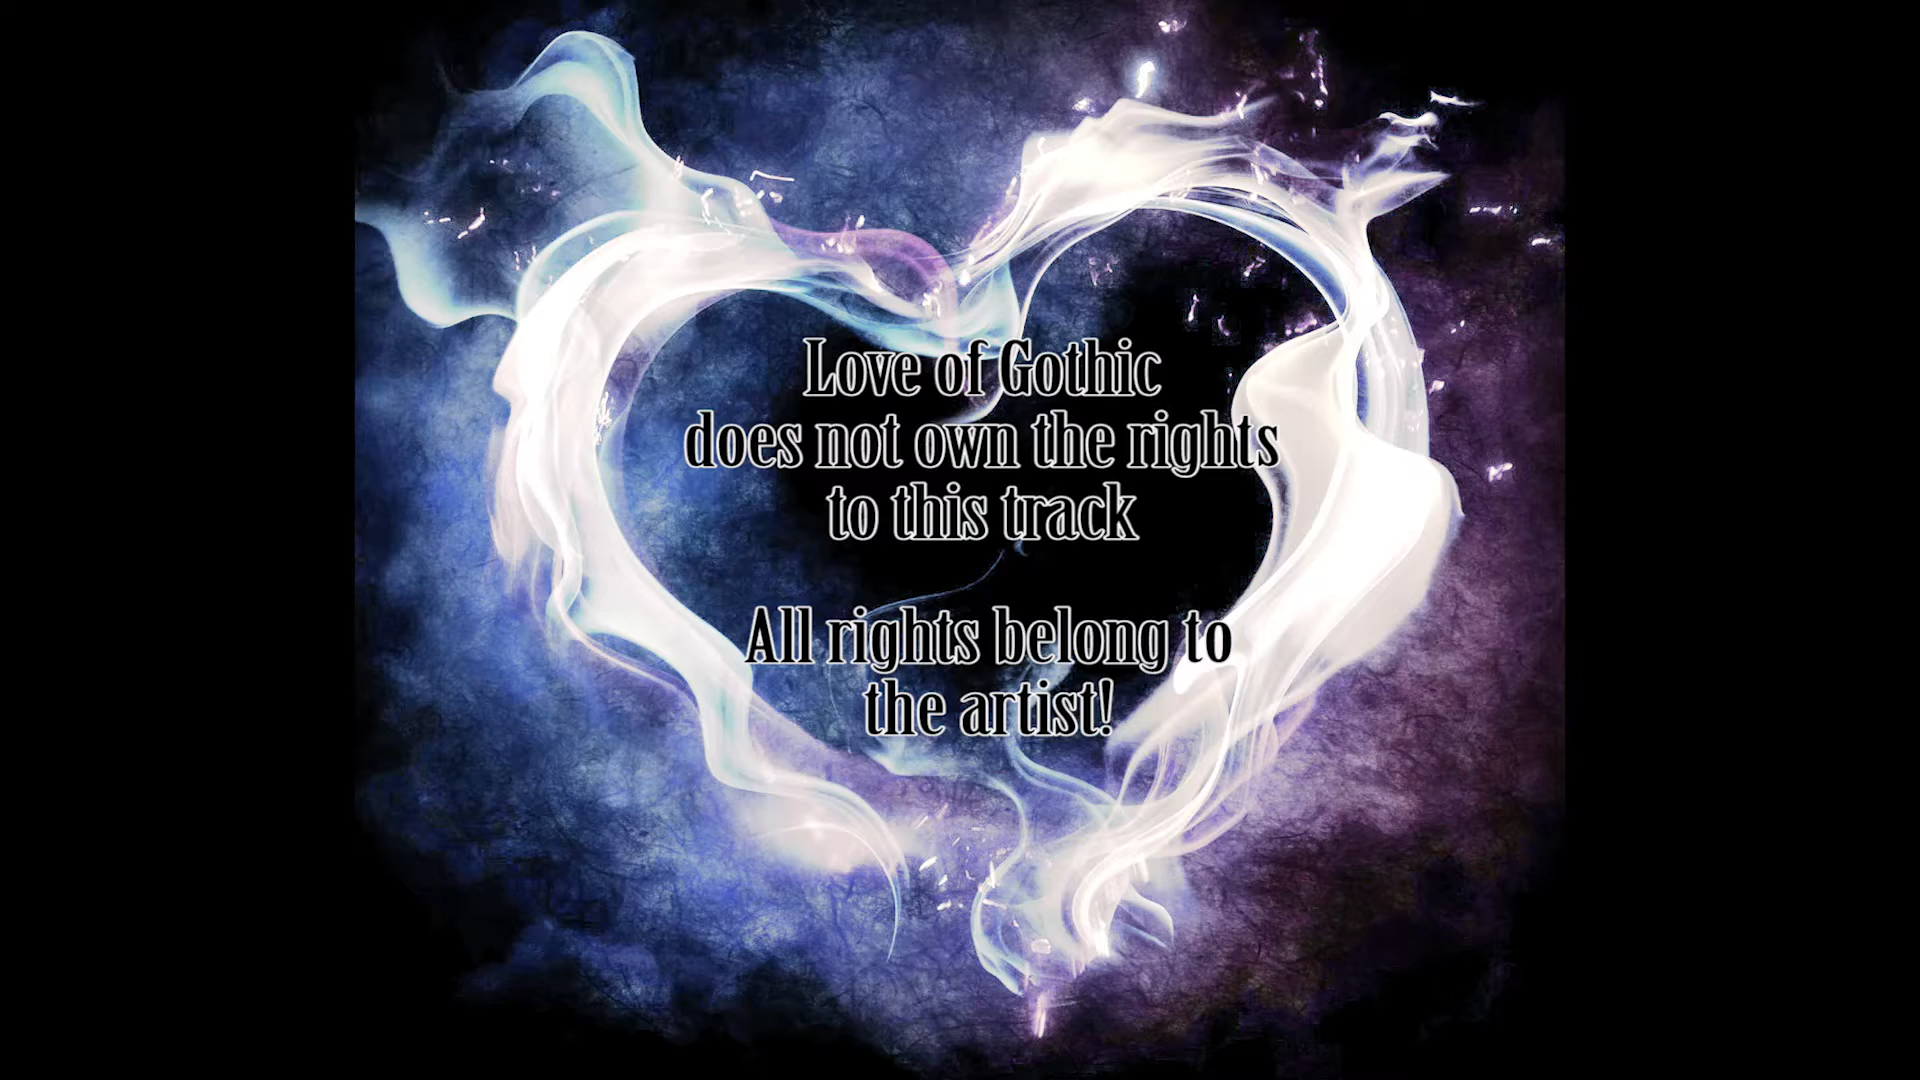 Love of Gothic
does not own the rights
to this track
All rights belong to
the artist!